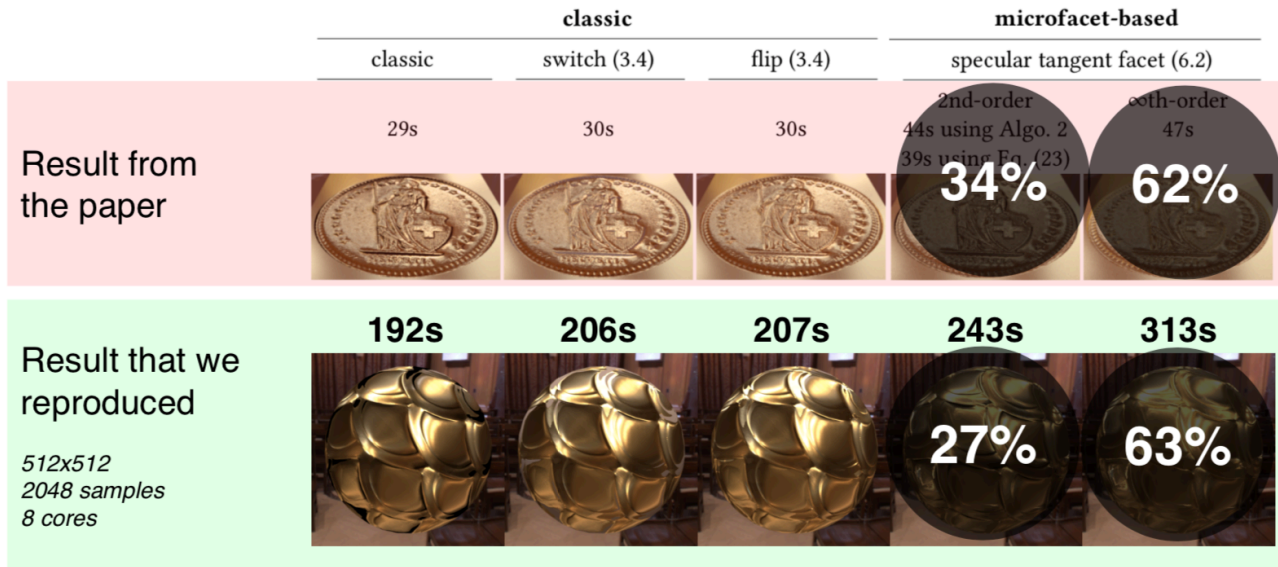 classic microfacet-based
classic switch (3.4) flip (3.4) specular tangent facet (6.2)
2nd-order ∞th-order
29s 30s 30s 44s using Algo. 2 47s
39s using Eq. (23)
Result from
the paper
34% 62%
192s 206s 207s 243s 313s
Result that we
reproduced
27% 63%
512x512
2048 samples
8 cores